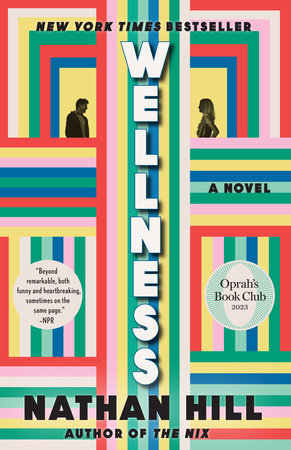 NEW YORK TIMES BESTSELLER
WELLNESS
A NOVEL
"Beyond
remarkable, both
funny and heartbreaking,
sometimes on the
same page."
–NPR
Oprah's
Book Club
2023
NATHAN HILL
AUTHOR OF THE NIX